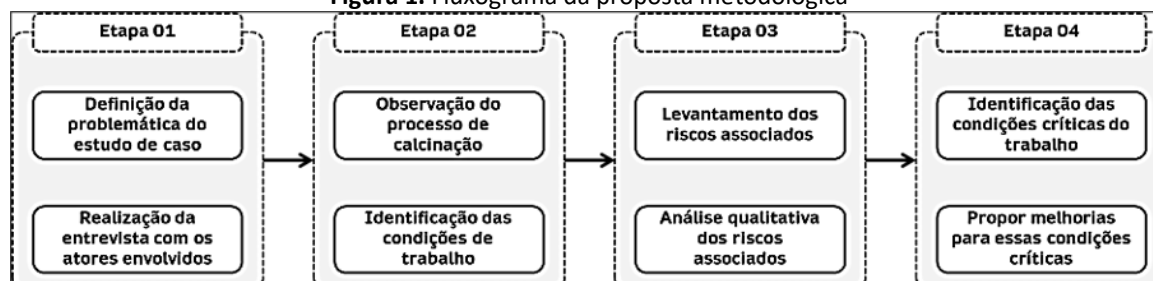 Figura 1. Fluxograma da proposta metodológica
Etapa 01
Definição da
problemática do
estudo de caso
Realização da
entrevista com os
atores envolvidos
Etapa 02
Observação do
processo de
calcinação
Identificação das
condições de
trabalho
Etapa 03
Levantamento dos
riscos associados
Análise qualitativa
dos riscos
associados
Etapa 04
Identificação das
condições críticas do
trabalho
Propor melhorias
para essas condições
críticas